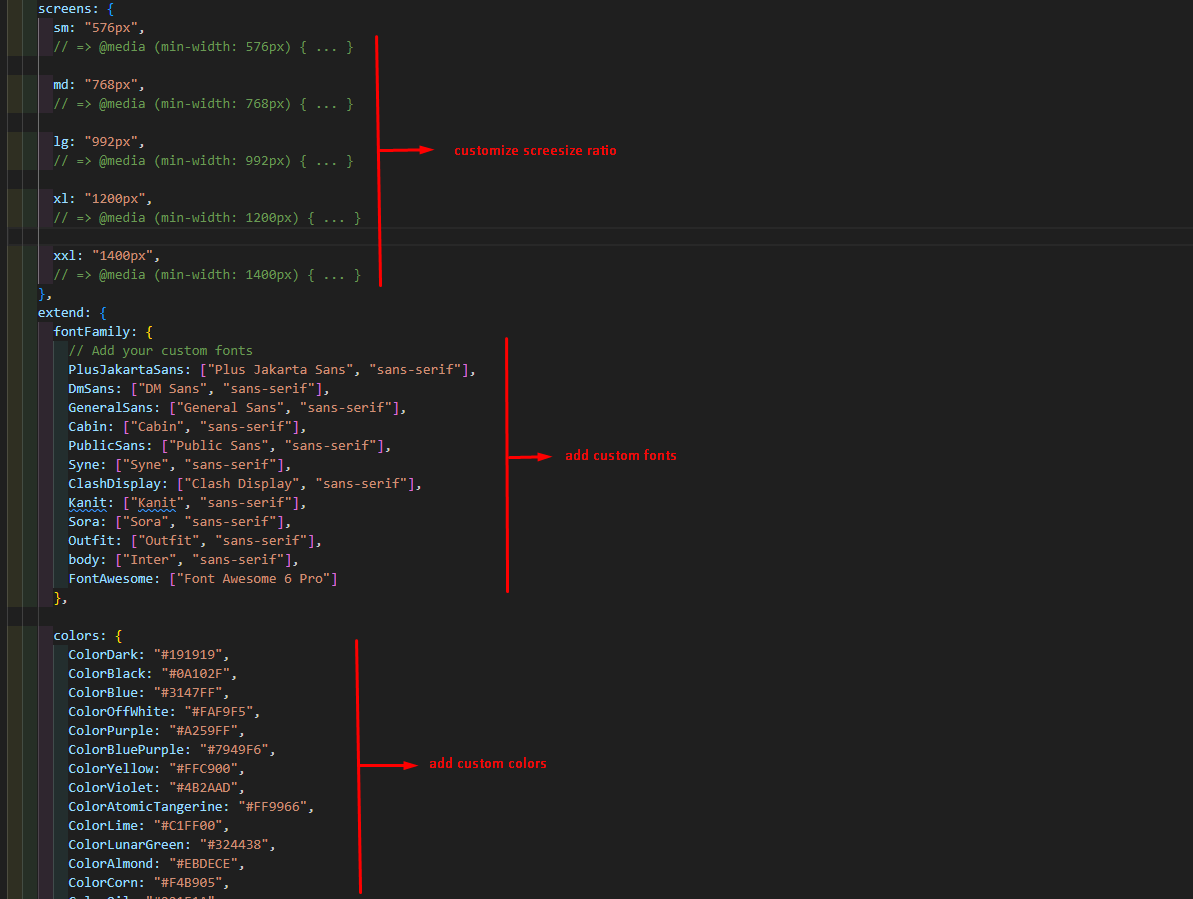 screens: {
sm: "576px",
// => @media (min-width: 576px) { ... }
md: "768px",
// => @media (min-width: 768px) { ... }
lg: "992px",
// => @media (min-width: 992px) { ... }
customize screesize ratio
xl: "1200px",
// => @media (min-width: 1200px) { ... }
xxl: "1400px",
// => @media (min-width: 1400px) { ... }
},
extend: {
fontFamily: {
// Add your custom fonts
PlusJakartaSans: ["Plus Jakarta Sans", "sans-serif"],
DmSans: ["DM Sans", "sans-serif"],
GeneralSans: ["General Sans", "sans-serif"],
Cabin: ["Cabin", "sans-serif"],
PublicSans: ["Public Sans", "sans-serif"],
add custom fonts
Syne: ["Syne", "sans-serif"],
ClashDisplay: ["Clash Display", "sans-serif"],
Kanit: ["Kanit", "sans-serif"],
Sora: ["Sora", "sans-serif"],
Outfit: ["Outfit", "sans-serif"],
body: ["Inter", "sans-serif"],
FontAwesome: ["Font Awesome 6 Pro"]
},
colors: {
ColorDark: "#191919",
ColorBlack: "#0A102F",
ColorBlue: "#3147FF",
ColorOffWhite: "#FAF9F5",
ColorPurple: "#A259FF",
ColorBluePurple: "#7949F6",
add custom colors
ColorYellow: "#FFC900",
ColorViolet: "#4B2AAD",
ColorAtomicTangerine: "#FF9966",
ColorLime: "#C1FF00",
ColorLunarGreen: "#324438",
ColorAlmond: "#EBDECE",
ColorCorn: "#F4B905",